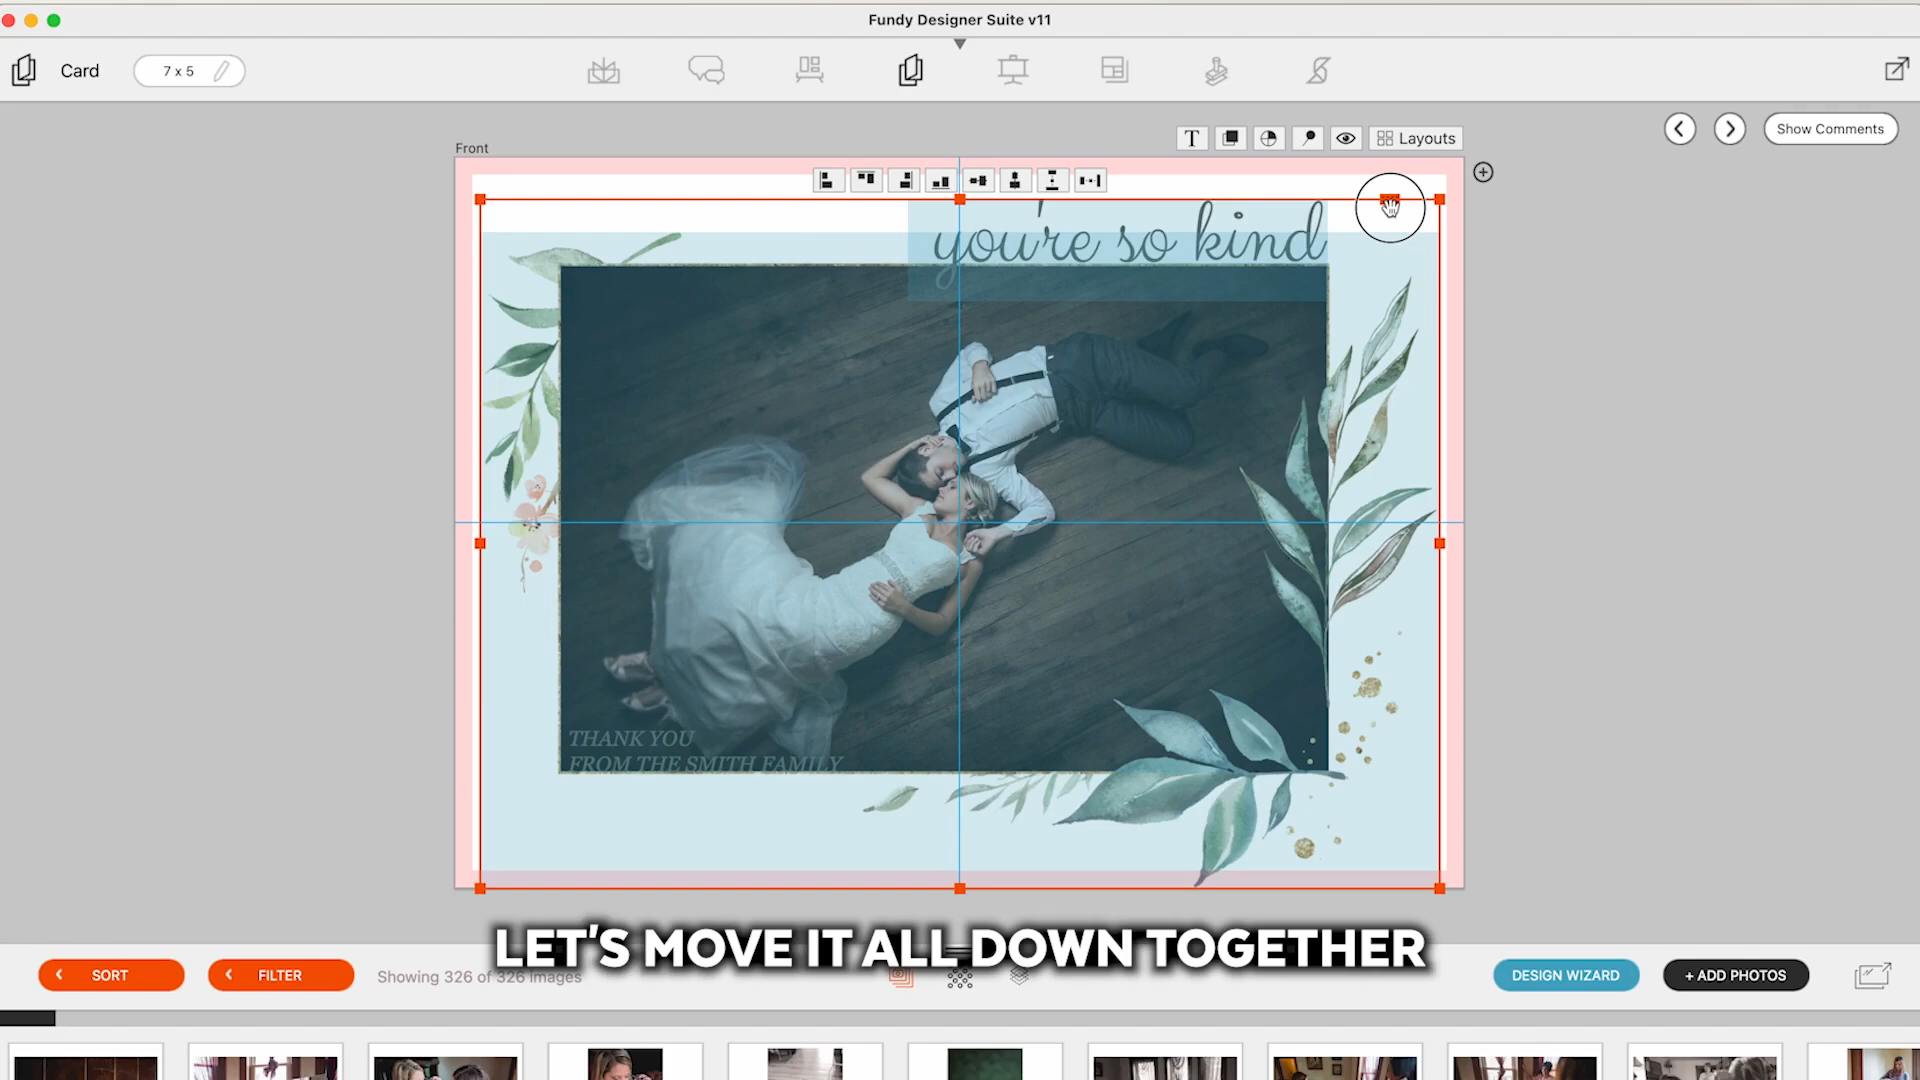 Fundy Designer Suite v11
Card
7 x 5
Show Comments
Front
T
Layouts
you're so kind
THANK YOU
FROM THE SMITH FAMILY
LET'S MOVE IT ALL DOWN TOGETHER
SORT
FILTER
Showing 326 of 326 images
DESIGN WIZARD
+ ADD PHOTOS